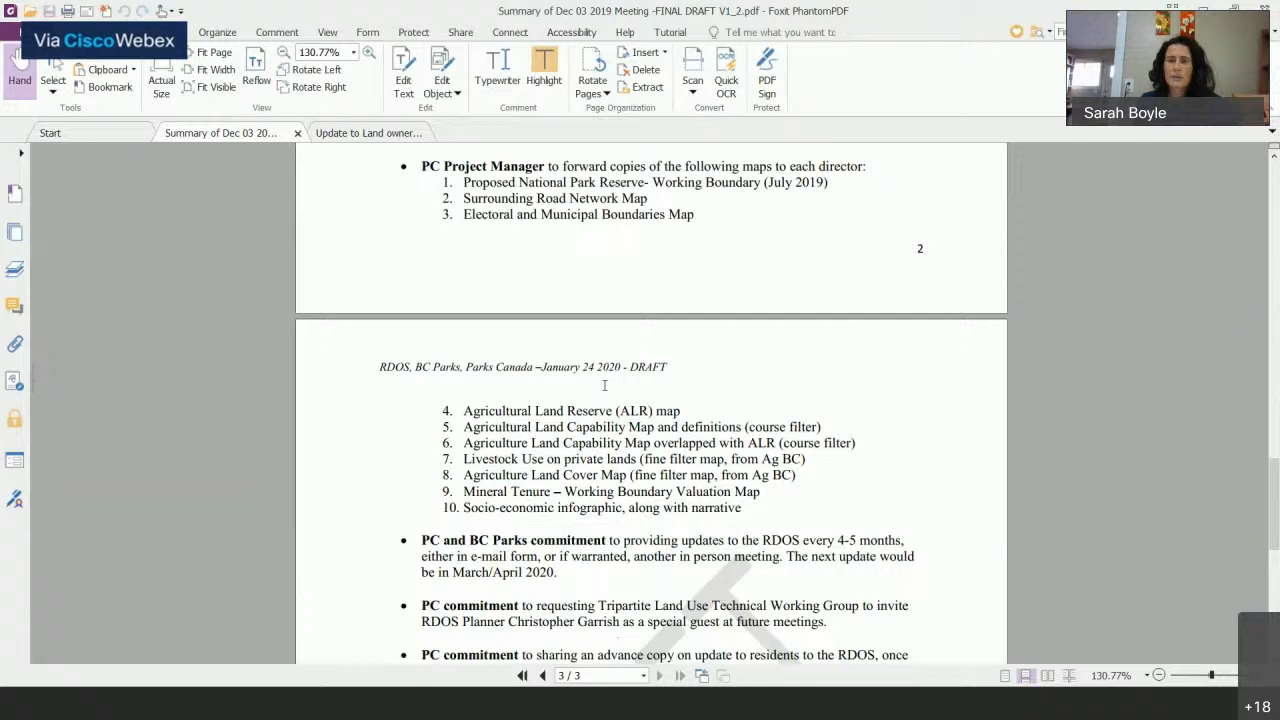 Summary of Dec 03 2019 Meeting -FINAL DRAFT V1_2.pdf - Foxit PhantomPDF
Via CiscoWebex
Organize View Form Protect Share Connect Accessibility Help Tutorial Tell me what you want to
Comment
Hand
Select
Clipboard
Bookmark
Actual Size
Fit Page
Fit Width
Fit Visible
Reflow
130.77%
Rotate Left
Rotate Right
Edit Text
Edit Object
Typewriter
Highlight
Rotate Pages
Insert
Delete
Extract
Scan
Quick OCR
PDF Sign
Tools View Edit Comment Page Organization Convert Protect
Sarah Boyle
Start Summary of Dec 03 20... Update to Land owner...
• PC Project Manager to forward copies of the following maps to each director:
1. Proposed National Park Reserve- Working Boundary (July 2019)
2. Surrounding Road Network Map
3. Electoral and Municipal Boundaries Map
2
RDOS, BC Parks, Parks Canada –January 24 2020 - DRAFT
4. Agricultural Land Reserve (ALR) map
5. Agricultural Land Capability Map and definitions (course filter)
6. Agriculture Land Capability Map overlapped with ALR (course filter)
7. Livestock Use on private lands (fine filter map, from Ag BC)
8. Agriculture Land Cover Map (fine filter map, from Ag BC)
9. Mineral Tenure – Working Boundary Valuation Map
10. Socio-economic infographic, along with narrative
• PC and BC Parks commitment to providing updates to the RDOS every 4-5 months,
either in e-mail form, or if warranted, another in person meeting. The next update would
be in March/April 2020.
• PC commitment to requesting Tripartite Land Use Technical Working Group to invite
RDOS Planner Christopher Garrish as a special guest at future meetings.
• PC commitment to sharing an advance copy on update to residents to the RDOS, once
3 / 3
130.77%
+18